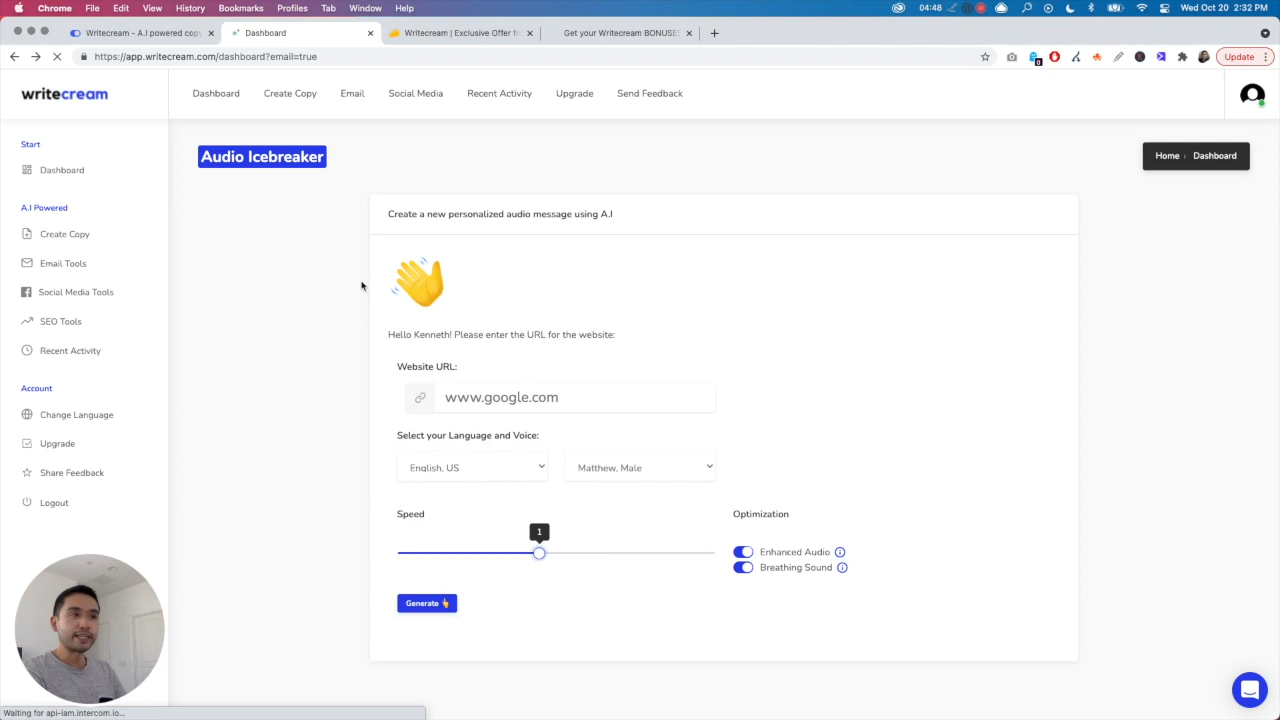 Chrome File Edit View History Bookmarks Profiles Tab Window Help 04:48 Wed Oct 20 2:32 PM
Writecream - A.I powered copy × Dashboard × Writecream | Exclusive Offer fr × Get your Writecream BONUSES × +
https://app.writecream.com/dashboard?email=true 0 Update
writecream Dashboard Create Copy Email Social Media Recent Activity Upgrade Send Feedback
Start
Dashboard
A.I Powered
Create Copy
Email Tools
Social Media Tools
SEO Tools
Recent Activity
Account
Change Language
Upgrade
Share Feedback
Logout
Audio Icebreaker
Home › Dashboard
Create a new personalized audio message using A.I
Hello Kenneth! Please enter the URL for the website:
Website URL:
www.google.com
Select your Language and Voice:
English, US Matthew, Male
Speed
1
Optimization
Enhanced Audio
Breathing Sound
Generate
Waiting for api-iam.intercom.io...